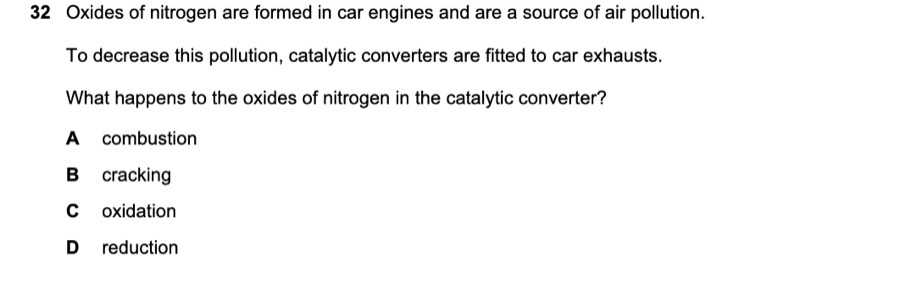 32 Oxides of nitrogen are formed in car engines and are a source of air pollution.
To decrease this pollution, catalytic converters are fitted to car exhausts.
What happens to the oxides of nitrogen in the catalytic converter?
A combustion
B cracking
C oxidation
D reduction